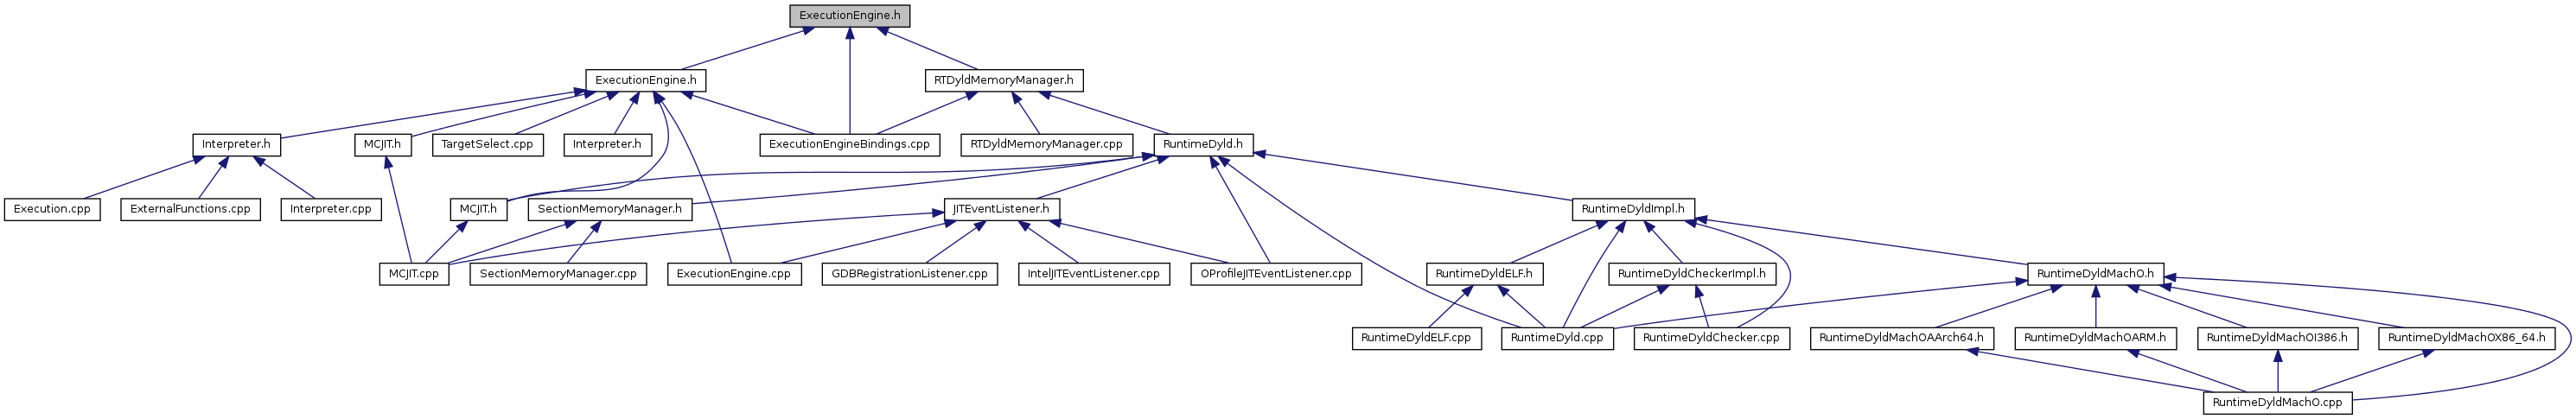 ExecutionEngine.h
ExecutionEngine.h
RTDyldMemoryManager.h
Interpreter.h
MCJIT.h
TargetSelect.cpp
Interpreter.h
ExecutionEngineBindings.cpp
RTDyldMemoryManager.cpp
RuntimeDyld.h
Execution.cpp
ExternalFunctions.cpp
Interpreter.cpp
MCJIT.h
SectionMemoryManager.h
JITEventListener.h
RuntimeDyldImpl.h
MCJIT.cpp
SectionMemoryManager.cpp
ExecutionEngine.cpp
GDBRegistrationListener.cpp
IntelJITEventListener.cpp
OProfileJITEventListener.cpp
RuntimeDyldELF.h
RuntimeDyldCheckerImpl.h
RuntimeDyldMachO.h
RuntimeDyldELF.cpp
RuntimeDyld.cpp
RuntimeDyldChecker.cpp
RuntimeDyldMachOAArch64.h
RuntimeDyldMachOARM.h
RuntimeDyldMachOI386.h
RuntimeDyldMachOX86_64.h
RuntimeDyldMachO.cpp